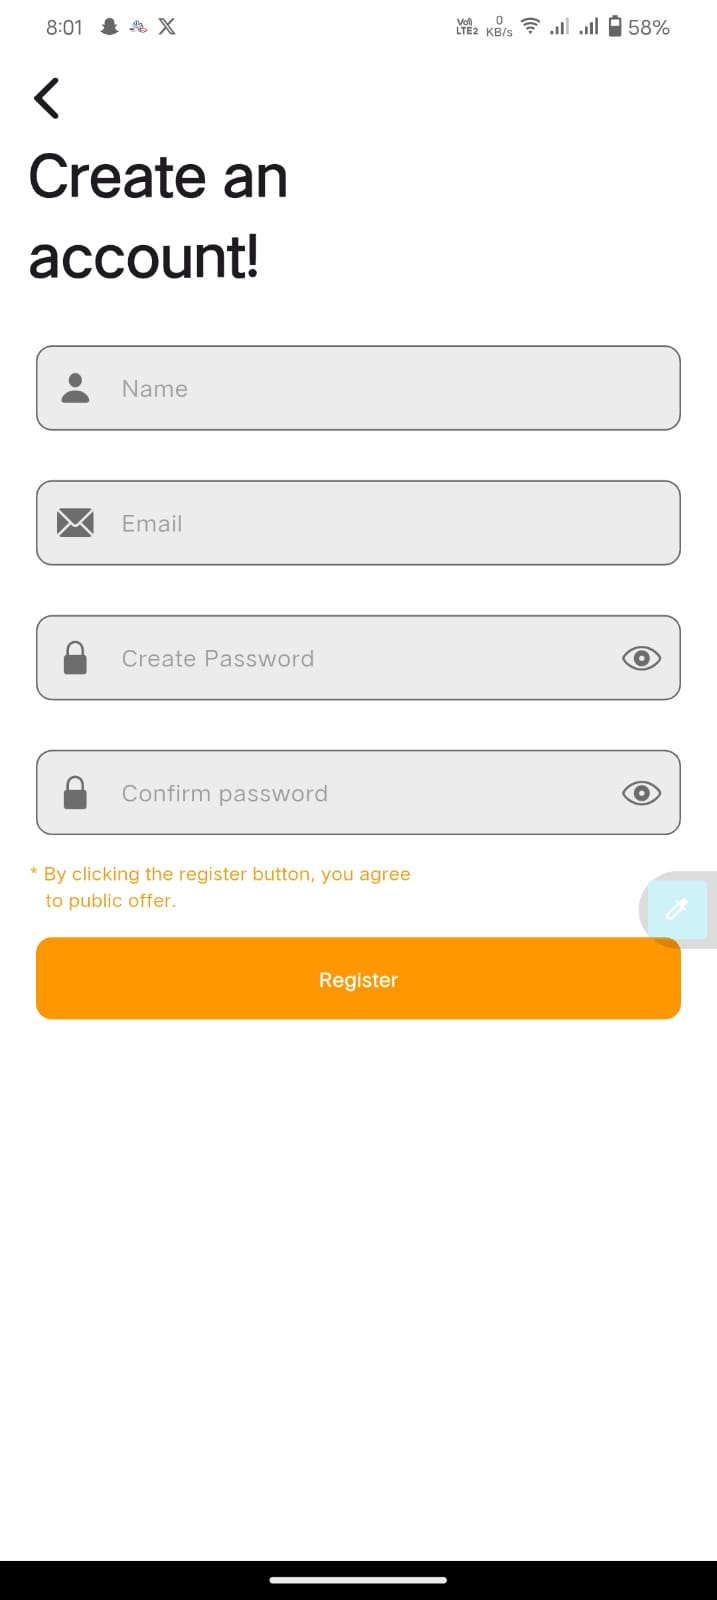 8:01
Vo)
LTE2
0
KB/s
58%
Create an
account!
Name
Email
Create Password
Confirm password
* By clicking the register button, you agree
to public offer.
Register